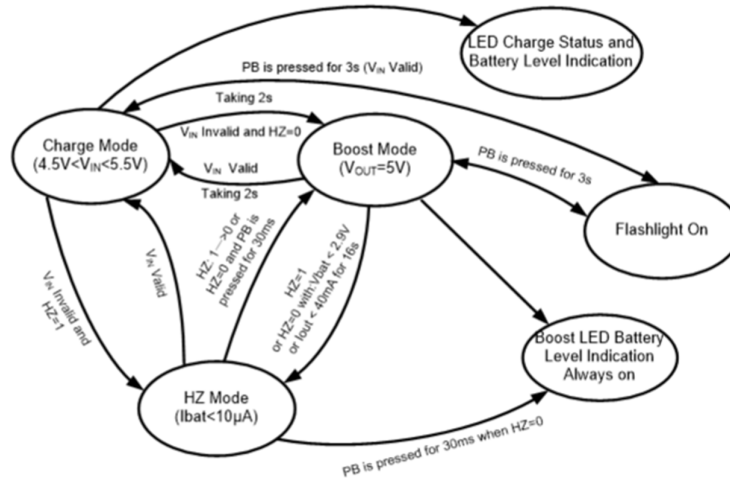 LED Charge Status and
Battery Level Indication
PB is pressed for 3s (VIN Valid)
Taking 2s
VIN Invalid and HZ=0
Charge Mode
(4.5V<VIN<5.5V)
Boost Mode
(VOUT=5V)
VIN Valid
Taking 2s
PB is pressed for 3s
Flashlight On
VIN Invalid and
HZ=1
VIN Valid
HZ: 1--->0 or
HZ=0 and PB is
pressed for 30ms
HZ=1
or HZ=0 with:Vbat < 2.9V
or Iout < 40mA for 16s
Boost LED Battery
Level Indication
Always on
HZ Mode
(Ibat<10µA)
PB is pressed for 30ms when HZ=0